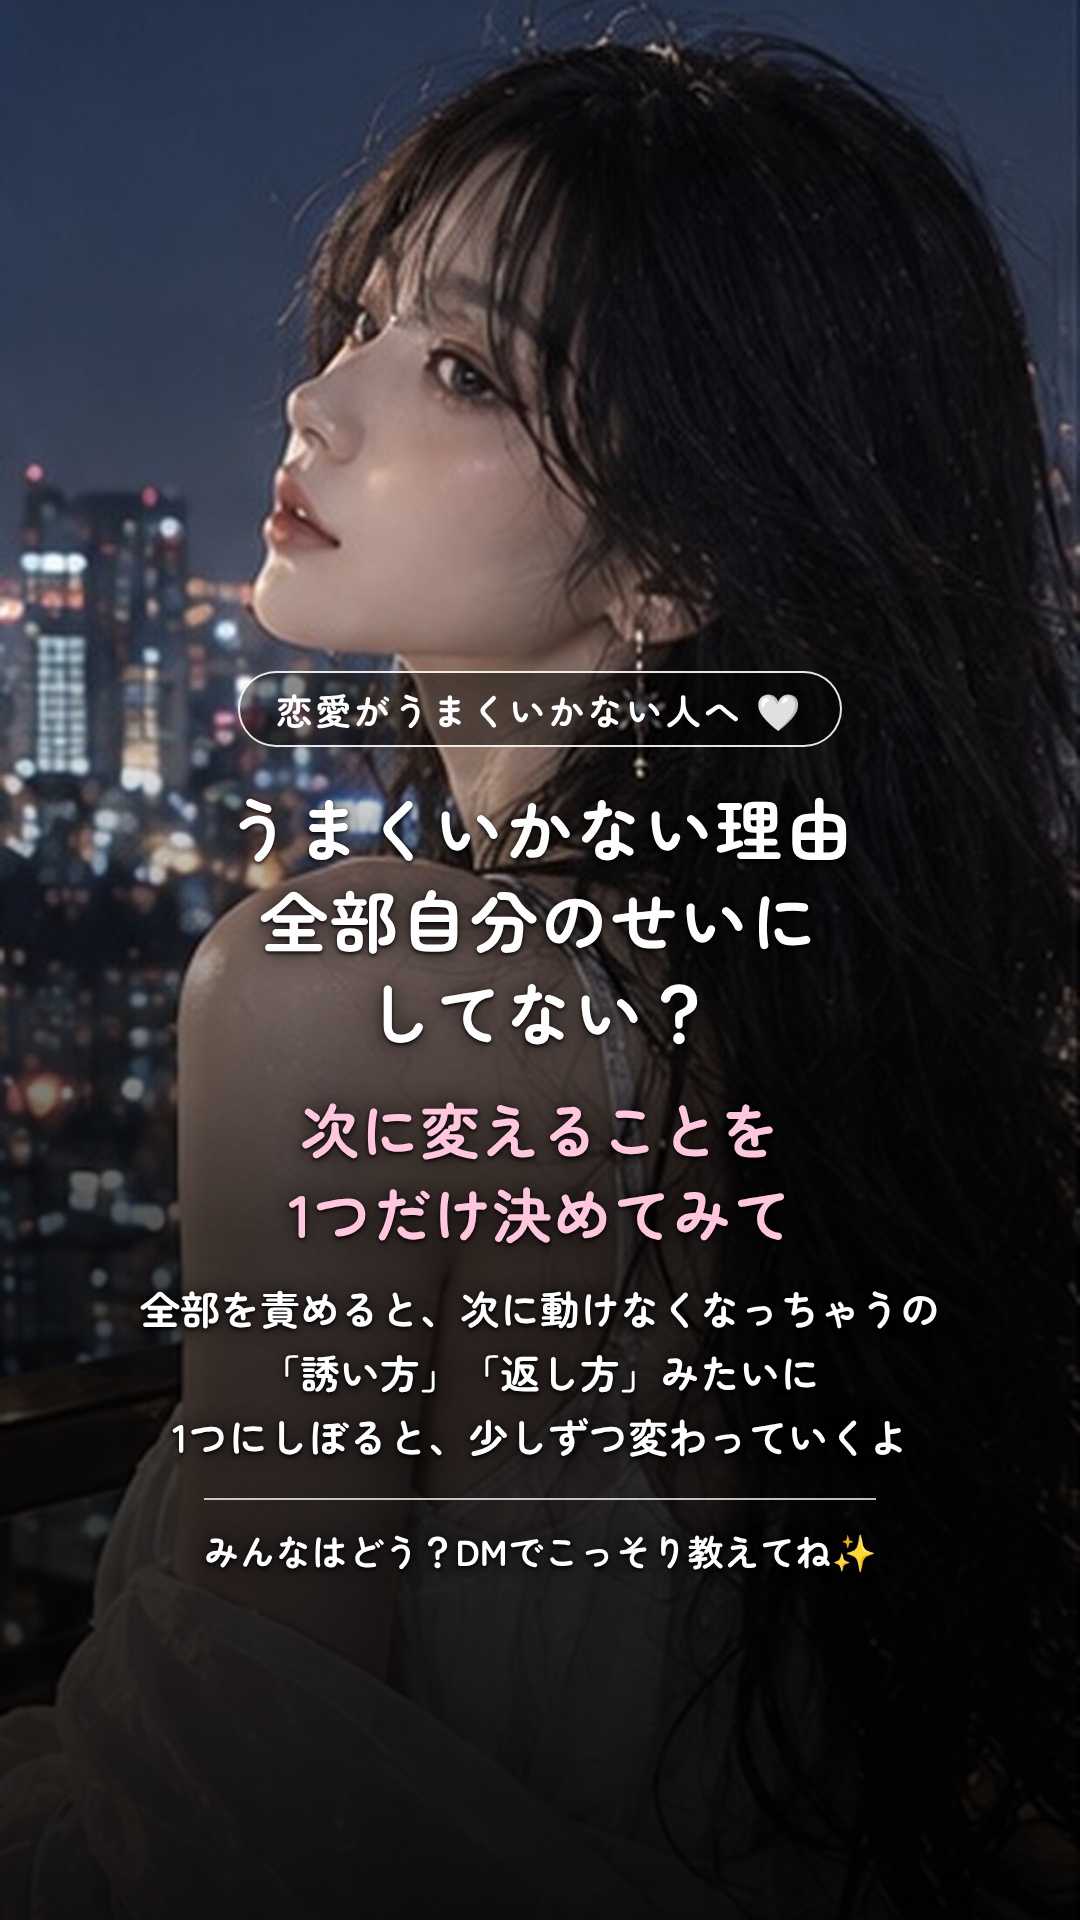 恋愛がうまくいかない人へ 🤍
うまくいかない理由
全部自分のせいに
してない？
次に変えることを
1つだけ決めてみて
全部を責めると、次に動けなくなっちゃうの
「誘い方」「返し方」みたいに
1つにしぼると、少しずつ変わっていくよ
みんなはどう？DMでこっそり教えてね✨